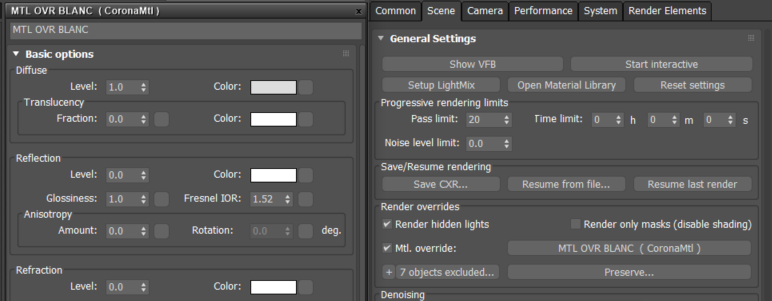 MTL OVR BLANC ( CoronaMtl )
MTL OVR BLANC
Basic options
Diffuse
Level: 1.0 Color:
Translucency
Fraction: 0.0 Color:
Reflection
Level: 0.0 Color:
Glossiness: 1.0 Fresnel IOR: 1.52
Anisotropy
Amount: 0.0 Rotation: 0.0 deg.
Refraction
Level: 0.0 Color:
Common Scene Camera Performance System Render Elements
General Settings
Show VFB Start interactive
Setup LightMix Open Material Library Reset settings
Progressive rendering limits
Pass limit: 20 Time limit: 0 h 0 m 0 s
Noise level limit: 0.0
Save/Resume rendering
Save CXR... Resume from file... Resume last render
Render overrides
Render hidden lights Render only masks (disable shading)
Mtl. override: MTL OVR BLANC ( CoronaMtl )
+ 7 objects excluded... Preserve...
Denoising